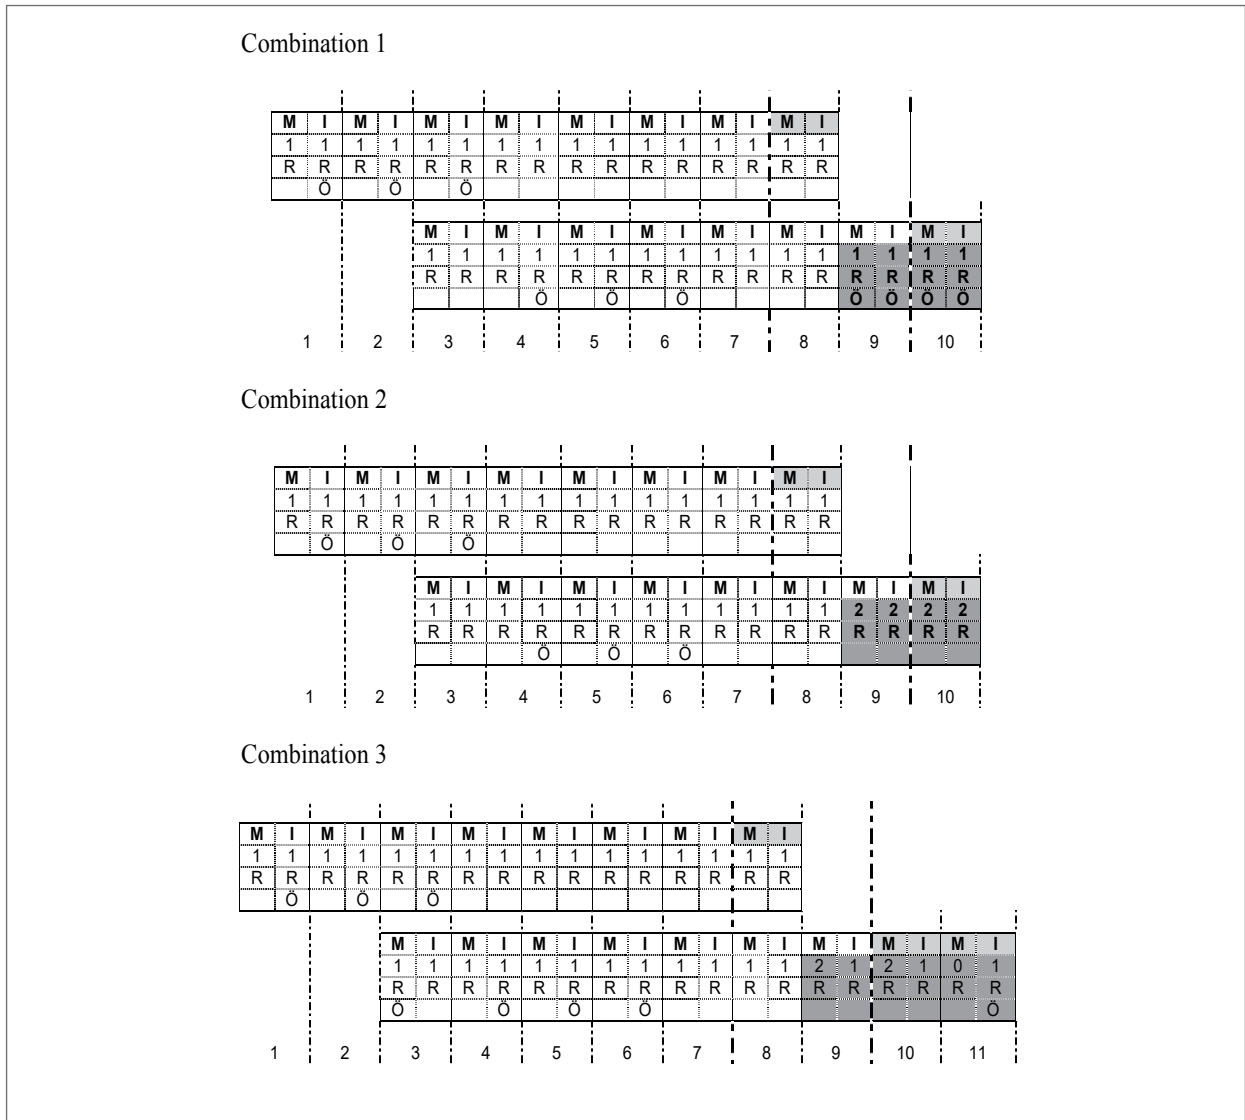 Combination 1
M I M I M I M I M I M I M I M I
1 1 1 1 1 1 1 1 1 1 1 1 1 1 1 1
R R R R R R R R R R R R R R R R
Ö Ö Ö
M I M I M I M I M I M I M I M I
1 1 1 1 1 1 1 1 1 1 1 1 1 1 1 1
R R R R R R R R R R R R R R R R
Ö Ö Ö Ö Ö Ö Ö
1 2 3 4 5 6 7 8 9 10
Combination 2
M I M I M I M I M I M I M I M I
1 1 1 1 1 1 1 1 1 1 1 1 1 1 1 1
R R R R R R R R R R R R R R R R
Ö Ö Ö
M I M I M I M I M I M I M I M I
1 1 1 1 1 1 1 1 1 1 1 1 2 2 2 2
R R R R R R R R R R R R R R R R
Ö Ö Ö
1 2 3 4 5 6 7 8 9 10
Combination 3
M I M I M I M I M I M I M I M I
1 1 1 1 1 1 1 1 1 1 1 1 1 1 1 1
R R R R R R R R R R R R R R R R
Ö Ö Ö
M I M I M I M I M I M I M I M I M I
1 1 1 1 1 1 1 1 1 1 1 1 2 1 2 1 0 1
R R R R R R R R R R R R R R R R R R
Ö Ö Ö Ö Ö
1 2 3 4 5 6 7 8 9 10 11